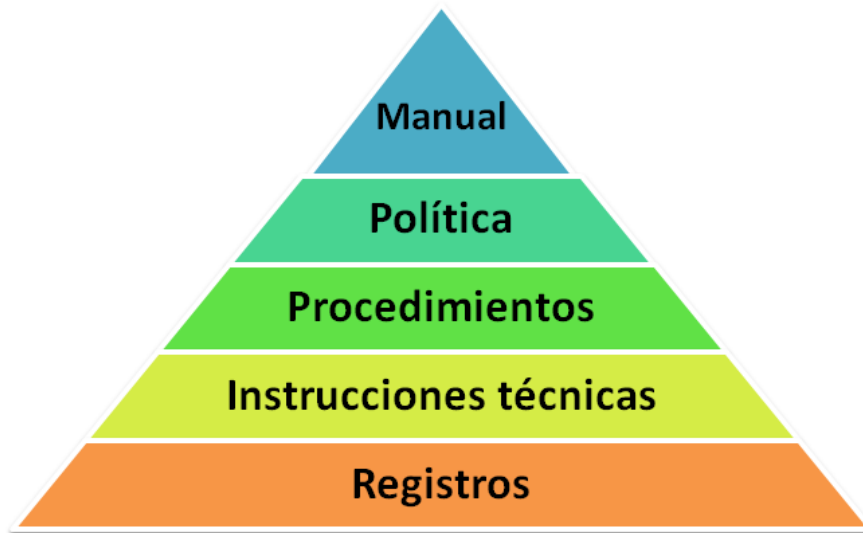 Manual
Política
Procedimientos
Instrucciones técnicas
Registros